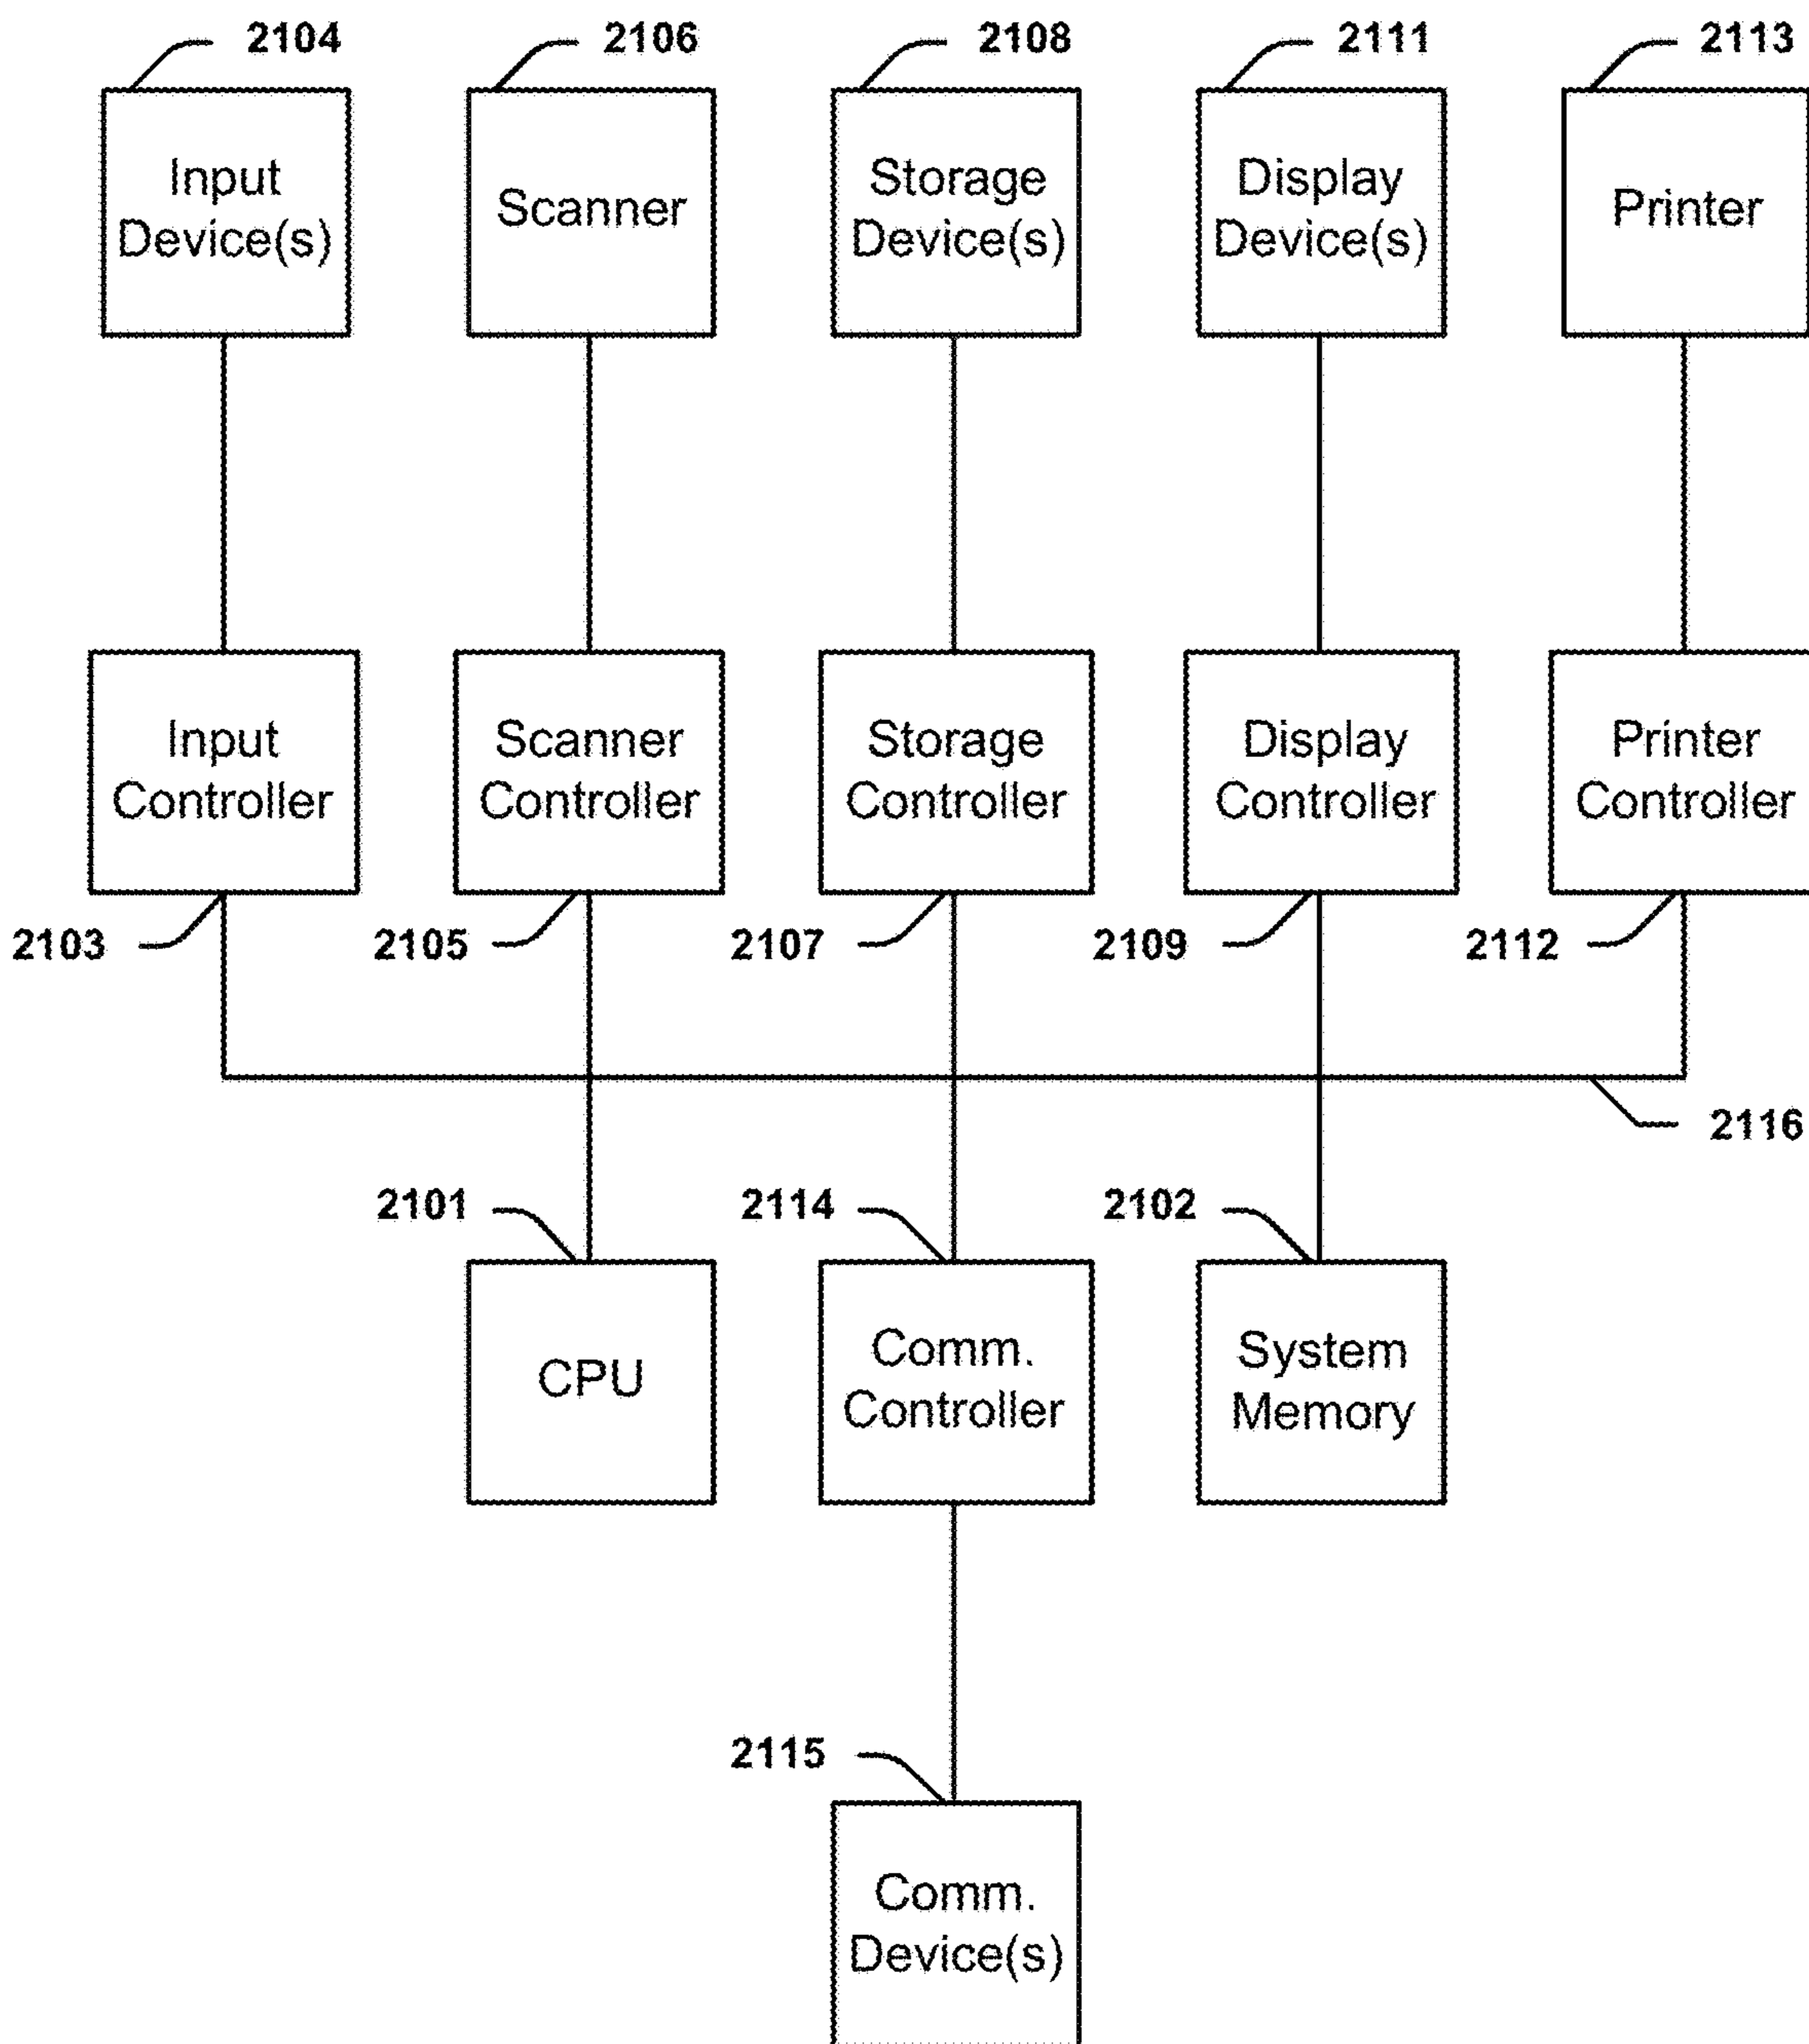 2104
2106
2108
2111
2113
Input
Device(s)
Scanner
Storage
Device(s)
Display
Device(s)
Printer
Input
Controller
Scanner
Controller
Storage
Controller
Display
Controller
Printer
Controller
2103
2105
2107
2109
2112
2116
2101
2114
2102
CPU
Comm.
Controller
System
Memory
2115
Comm.
Device(s)